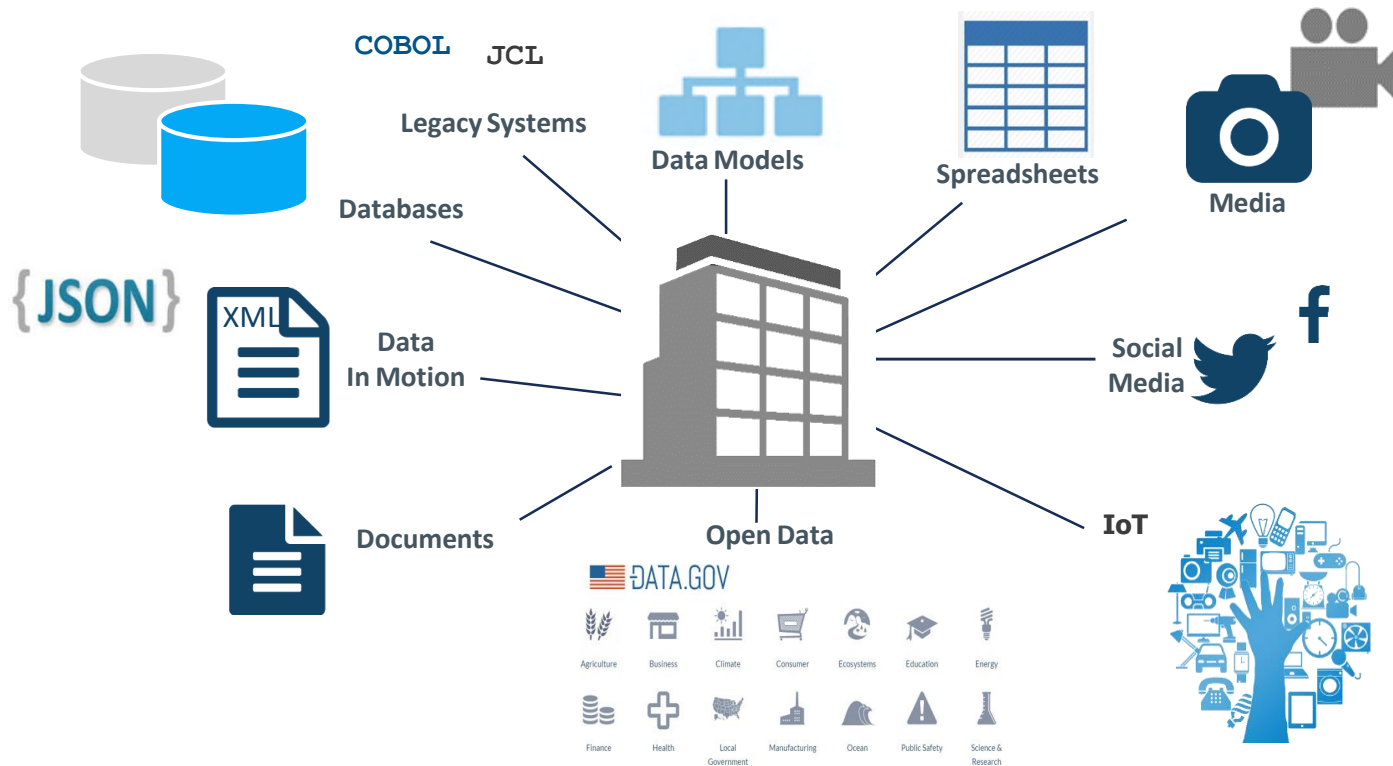 COBOL
JCL
Legacy Systems
Data Models
Spreadsheets
Media
Databases
{JSON}
XML
Data
In Motion
Social
Media
f
Documents
Open Data
IoT
DATA.GOV
Agriculture
Business
Climate
Consumer
Ecosystems
Education
Energy
Finance
Health
Local
Government
Manufacturing
Ocean
Public Safety
Science &
Research